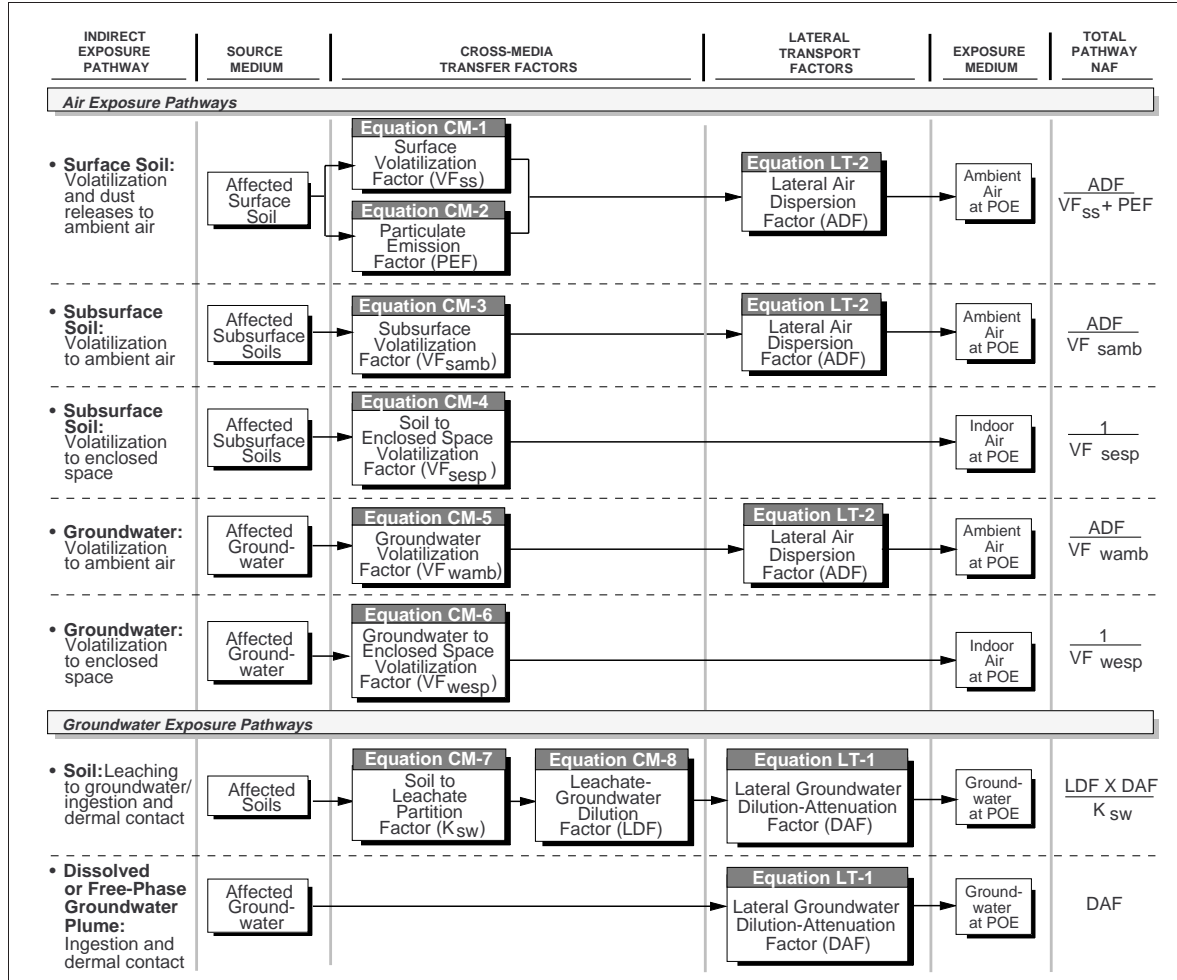 INDIRECT
EXPOSURE
PATHWAY
SOURCE
MEDIUM
CROSS-MEDIA
TRANSFER FACTORS
LATERAL
TRANSPORT
FACTORS
EXPOSURE
MEDIUM
TOTAL
PATHWAY
NAF
Air Exposure Pathways
• Surface Soil:
Volatilization
and dust
releases to
ambient air
Affected
Surface
Soil
Equation CM-1
Surface
Volatilization
Factor (VFss)
Equation CM-2
Particulate
Emission
Factor (PEF)
Equation LT-2
Lateral Air
Dispersion
Factor (ADF)
Ambient
Air
at POE
ADF
VFss + PEF
• Subsurface
Soil:
Volatilization
to ambient air
Affected
Subsurface
Soils
Equation CM-3
Subsurface
Volatilization
Factor (VFsamb)
Equation LT-2
Lateral Air
Dispersion
Factor (ADF)
Ambient
Air
at POE
ADF
VF samb
• Subsurface
Soil:
Volatilization
to enclosed
space
Affected
Subsurface
Soils
Equation CM-4
Soil to
Enclosed Space
Volatilization
Factor (VFsesp )
Indoor
Air
at POE
1
VF sesp
• Groundwater:
Volatilization
to ambient air
Affected
Ground-
water
Equation CM-5
Groundwater
Volatilization
Factor (VF wamb)
Equation LT-2
Lateral Air
Dispersion
Factor (ADF)
Ambient
Air
at POE
ADF
VF wamb
• Groundwater:
Volatilization
to enclosed
space
Affected
Ground-
water
Equation CM-6
Groundwater to
Enclosed Space
Volatilization
Factor (VFwesp)
Indoor
Air
at POE
1
VF wesp
Groundwater Exposure Pathways
• Soil: Leaching
to groundwater/
ingestion and
dermal contact
Affected
Soils
Equation CM-7
Soil to
Leachate
Partition
Factor (K sw)
Equation CM-8
Leachate-
Groundwater
Dilution
Factor (LDF)
Equation LT-1
Lateral Groundwater
Dilution-Attenuation
Factor (DAF)
Ground-
water
at POE
LDF X DAF
K sw
• Dissolved
or Free-Phase
Groundwater
Plume:
Ingestion and
dermal contact
Affected
Ground-
water
Equation LT-1
Lateral Groundwater
Dilution-Attenuation
Factor (DAF)
Ground-
water
at POE
DAF